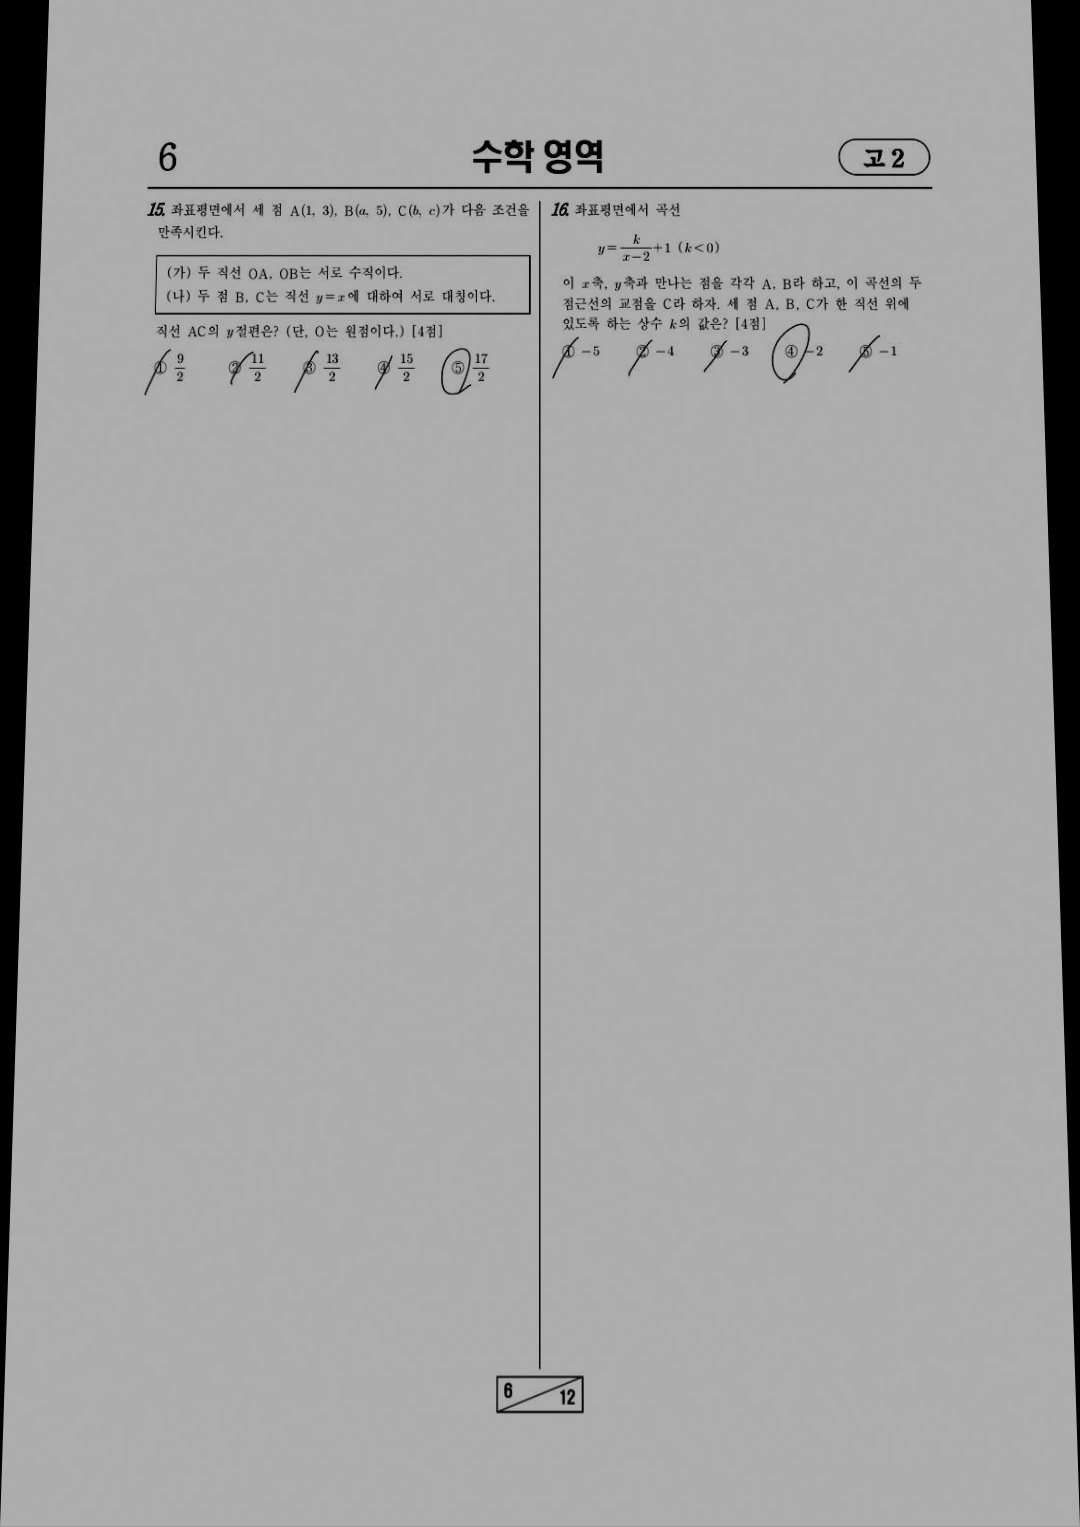 6
수학 영역
고 2
15. 좌표평면에서 세 점 A(1, 3), B(a, 5), C(b, c)가 다음 조건을
만족시킨다.
(가) 두 직선 OA, OB는 서로 수직이다.
(나) 두 점 B, C는 직선 y=x에 대하여 서로 대칭이다.
직선 AC의 y절편은? (단, O는 원점이다.) [4점]
① 9/2 ② 11/2 ③ 13/2 ④ 15/2 ⑤ 17/2
16. 좌표평면에서 곡선
y=k/(x−2)+1 (k<0)
이 x축, y축과 만나는 점을 각각 A, B라 하고, 이 곡선의 두
점근선의 교점을 C라 하자. 세 점 A, B, C가 한 직선 위에
있도록 하는 상수 k의 값은? [4점]
① −5 ② −4 ③ −3 ④ −2 ⑤ −1
6
12